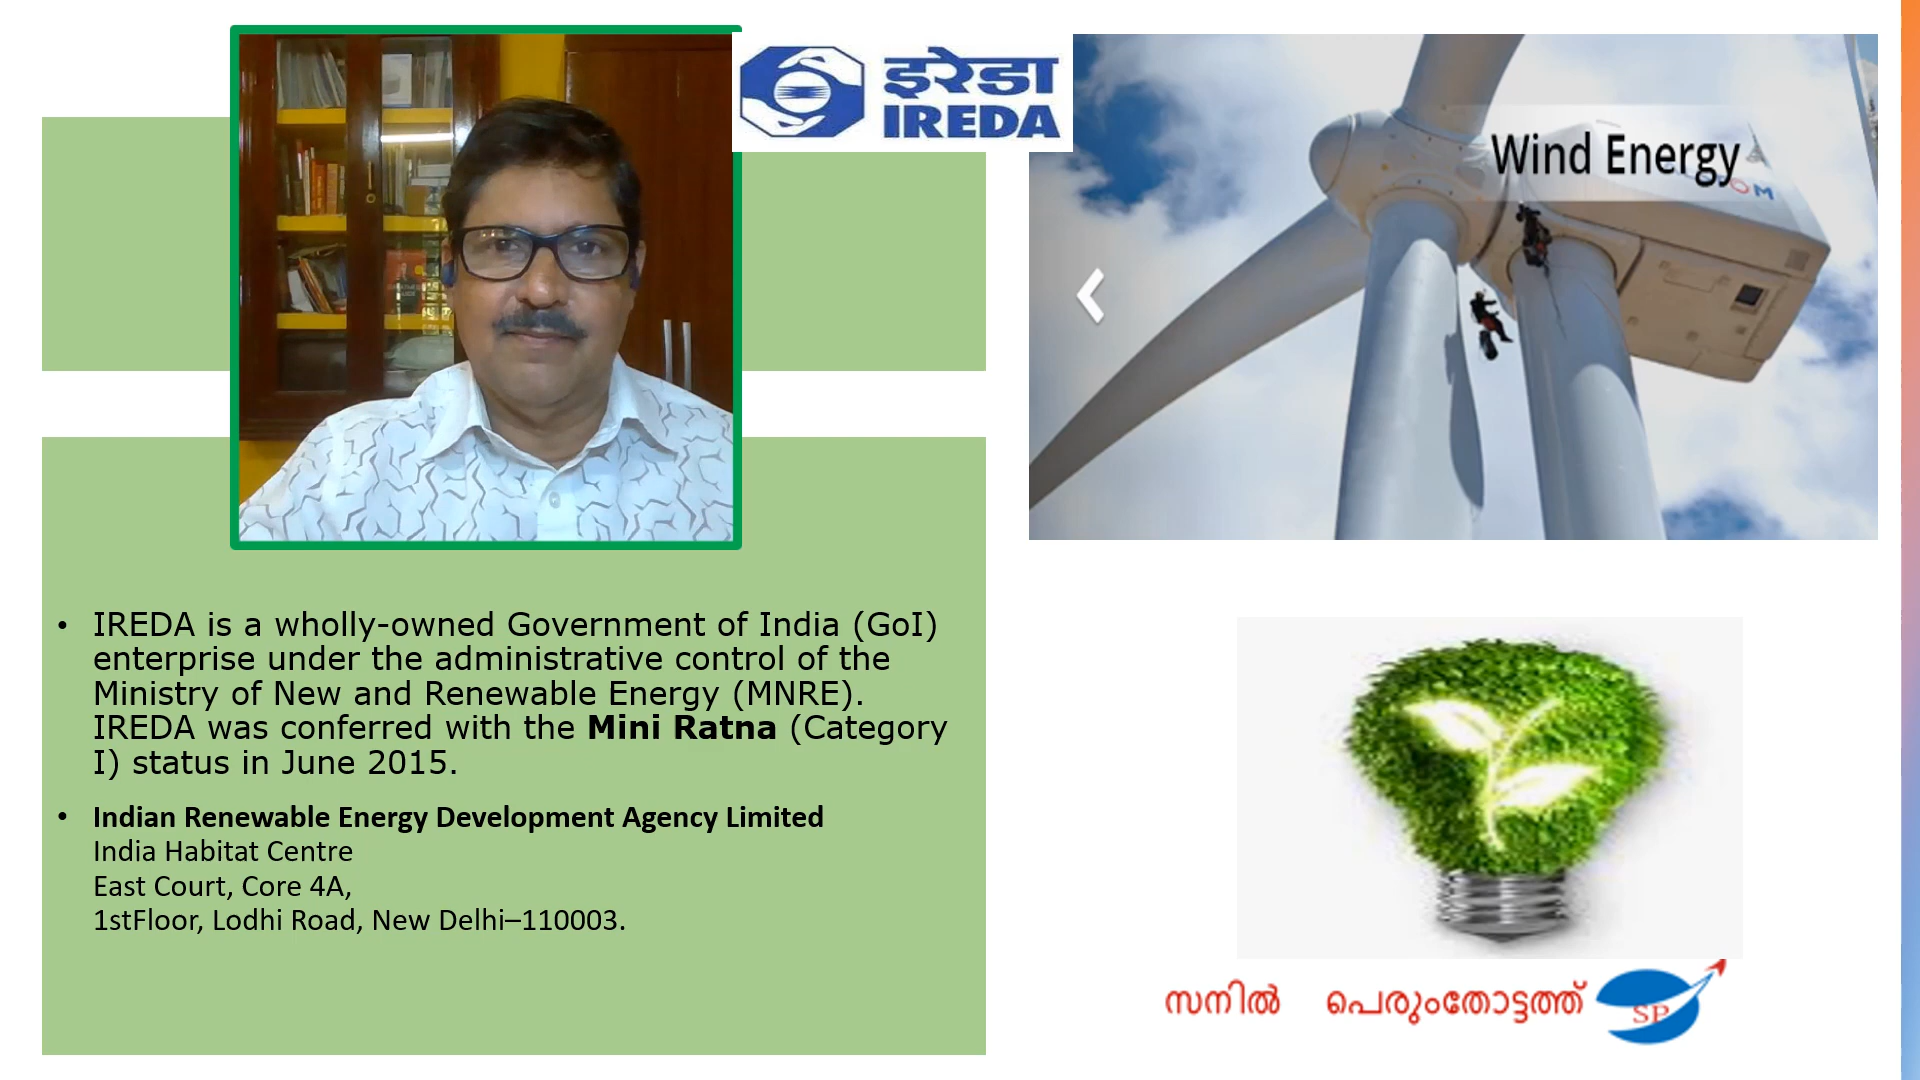 इरेडा
IREDA
Wind Energy
OM
• IREDA is a wholly-owned Government of India (GoI)
enterprise under the administrative control of the
Ministry of New and Renewable Energy (MNRE).
IREDA was conferred with the Mini Ratna (Category
I) status in June 2015.
• Indian Renewable Energy Development Agency Limited
India Habitat Centre
East Court, Core 4A,
1stFloor, Lodhi Road, New Delhi–110003.
സനിൽ പെരുംതോട്ടത്ത്
SP